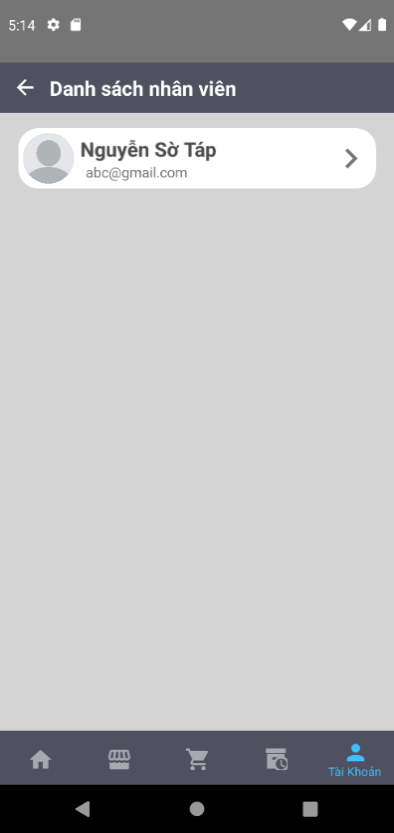 5:14
Danh sách nhân viên
Nguyễn Sờ Táp
abc@gmail.com
Tài Khoản